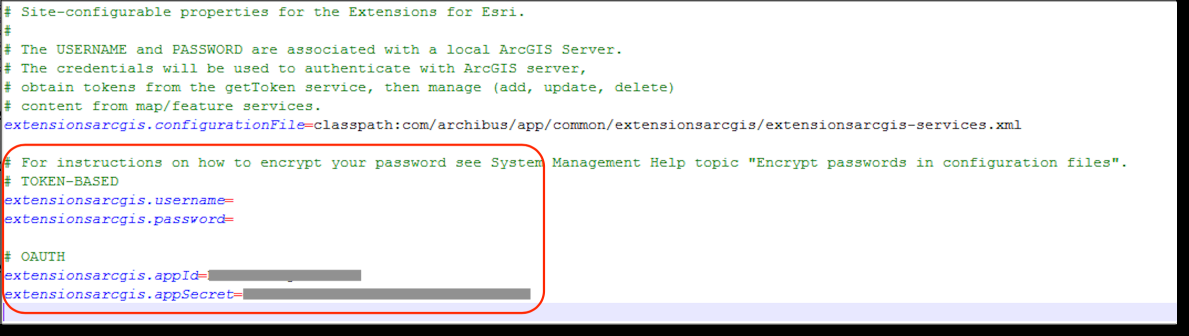 # Site-configurable properties for the Extensions for Esri.
#
# The USERNAME and PASSWORD are associated with a local ArcGIS Server.
# The credentials will be used to authenticate with ArcGIS server,
# obtain tokens from the getToken service, then manage (add, update, delete)
# content from map/feature services.
extensionsarcgis.configurationFile=classpath:com/archibus/app/common/extensionsarcgis/extensionsarcgis-services.xml
# For instructions on how to encrypt your password see System Management Help topic "Encrypt passwords in configuration files".
# TOKEN-BASED
extensionsarcgis.username=
extensionsarcgis.password=
# OAUTH
extensionsarcgis.appId=
extensionsarcgis.appSecret=